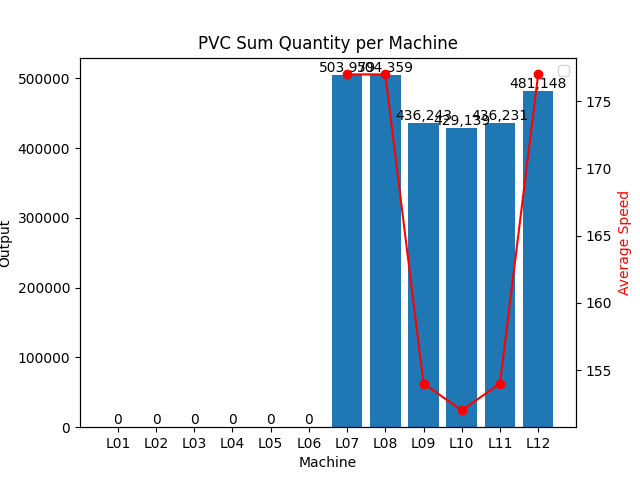 PVC Sum Quantity per Machine
503,979 504,359
436,243 429,139 436,231 481,148
0 0 0 0 0 0
500000
400000
300000
200000
100000
0
Output
175
170
165
160
155
Average Speed
L01 L02 L03 L04 L05 L06 L07 L08 L09 L10 L11 L12
Machine